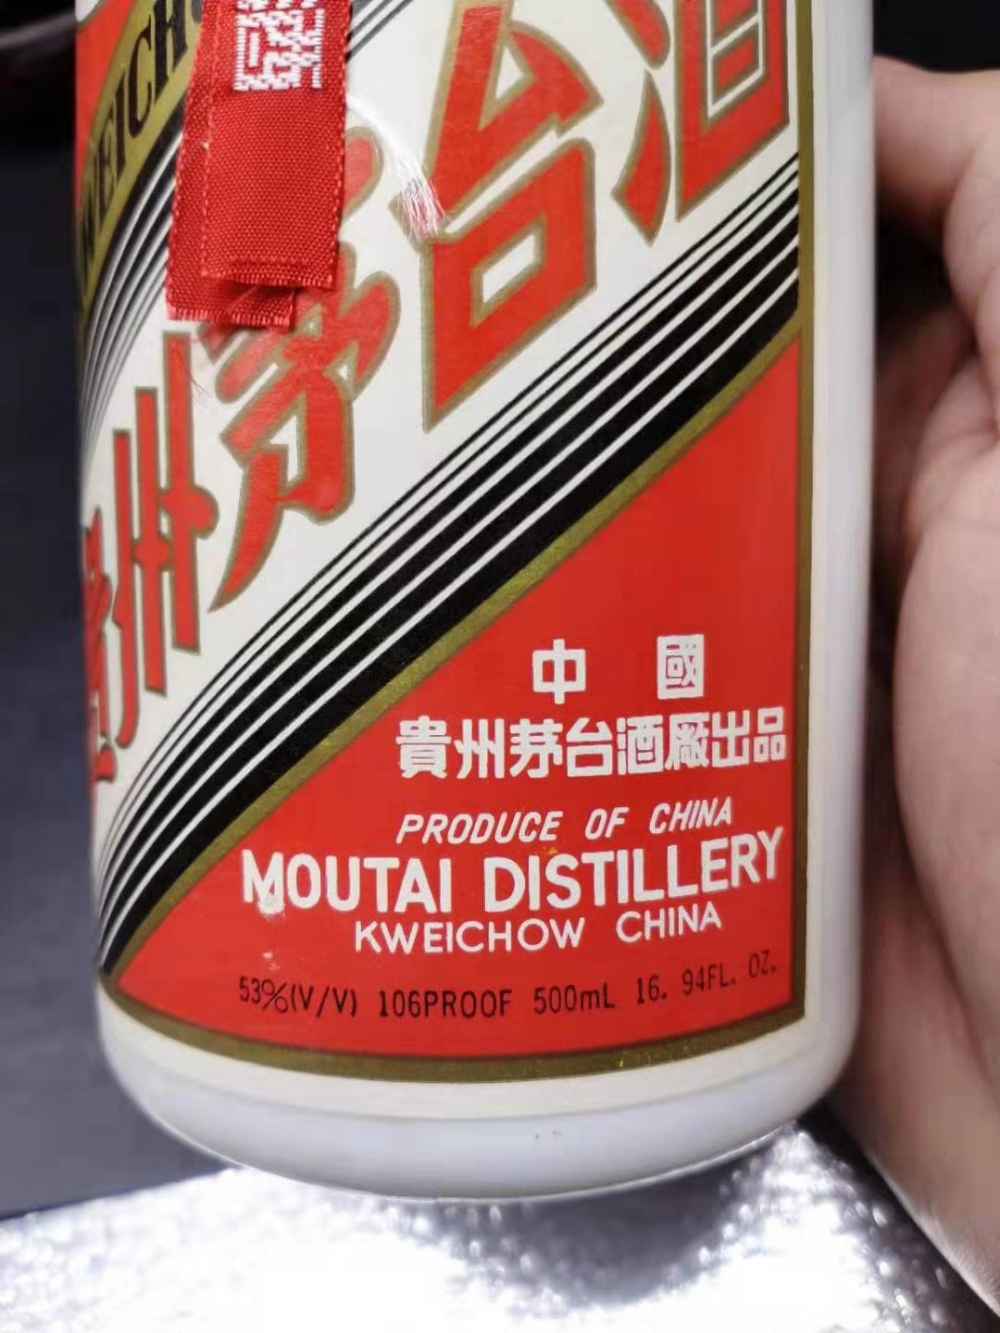 WEICH
貴州茅台酒
中 國
貴州茅台酒廠出品
PRODUCE OF CHINA
MOUTAI DISTILLERY
KWEICHOW CHINA
53%(V/V) 106PROOF 500mL 16. 94FL. OZ.